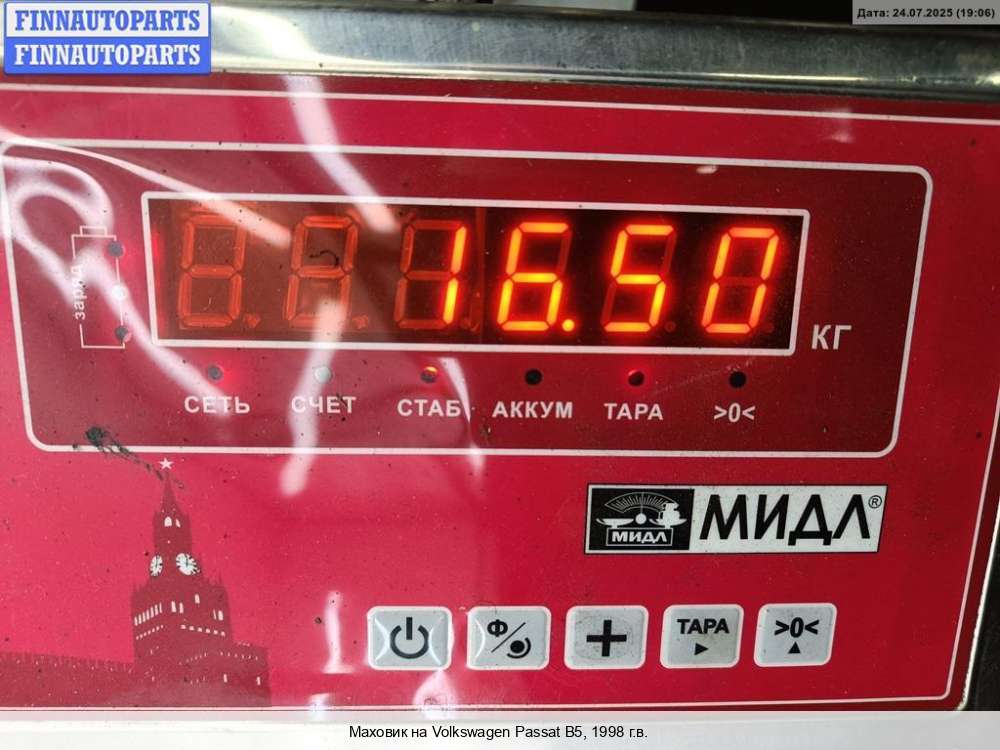 FINNAUTOPARTS
FINNAUTOPARTS
Дата: 24.07.2025 (19:06)
заряд
16.50
КГ
СЕТЬ СЧЕТ СТАБ АККУМ ТАРА >0<
МИДЛ МИДЛ®
Ф ТАРА >0<
Маховик на Volkswagen Passat B5, 1998 г.в.